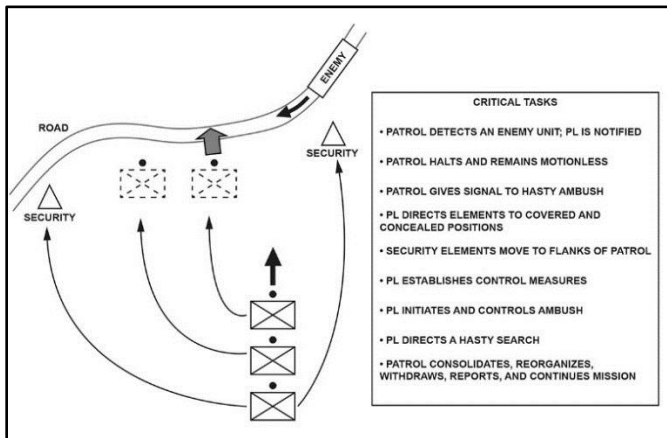 ENEMY
ROAD
SECURITY
SECURITY
CRITICAL TASKS
• PATROL DETECTS AN ENEMY UNIT; PL IS NOTIFIED
• PATROL HALTS AND REMAINS MOTIONLESS
• PATROL GIVES SIGNAL TO HASTY AMBUSH
• PL DIRECTS ELEMENTS TO COVERED AND
CONCEALED POSITIONS
• SECURITY ELEMENTS MOVE TO FLANKS OF PATROL
• PL ESTABLISHES CONTROL MEASURES
• PL INITIATES AND CONTROLS AMBUSH
• PL DIRECTS A HASTY SEARCH
• PATROL CONSOLIDATES, REORGANIZES,
WITHDRAWS, REPORTS, AND CONTINUES MISSION